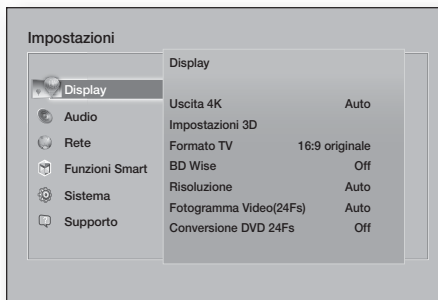 Impostazioni
Display
Audio
Rete
Funzioni Smart
Sistema
Supporto
Display
Uscita 4K Auto
Impostazioni 3D
Formato TV 16:9 originale
BD Wise Off
Risoluzione Auto
Fotogramma Video(24Fs) Auto
Conversione DVD 24Fs Off